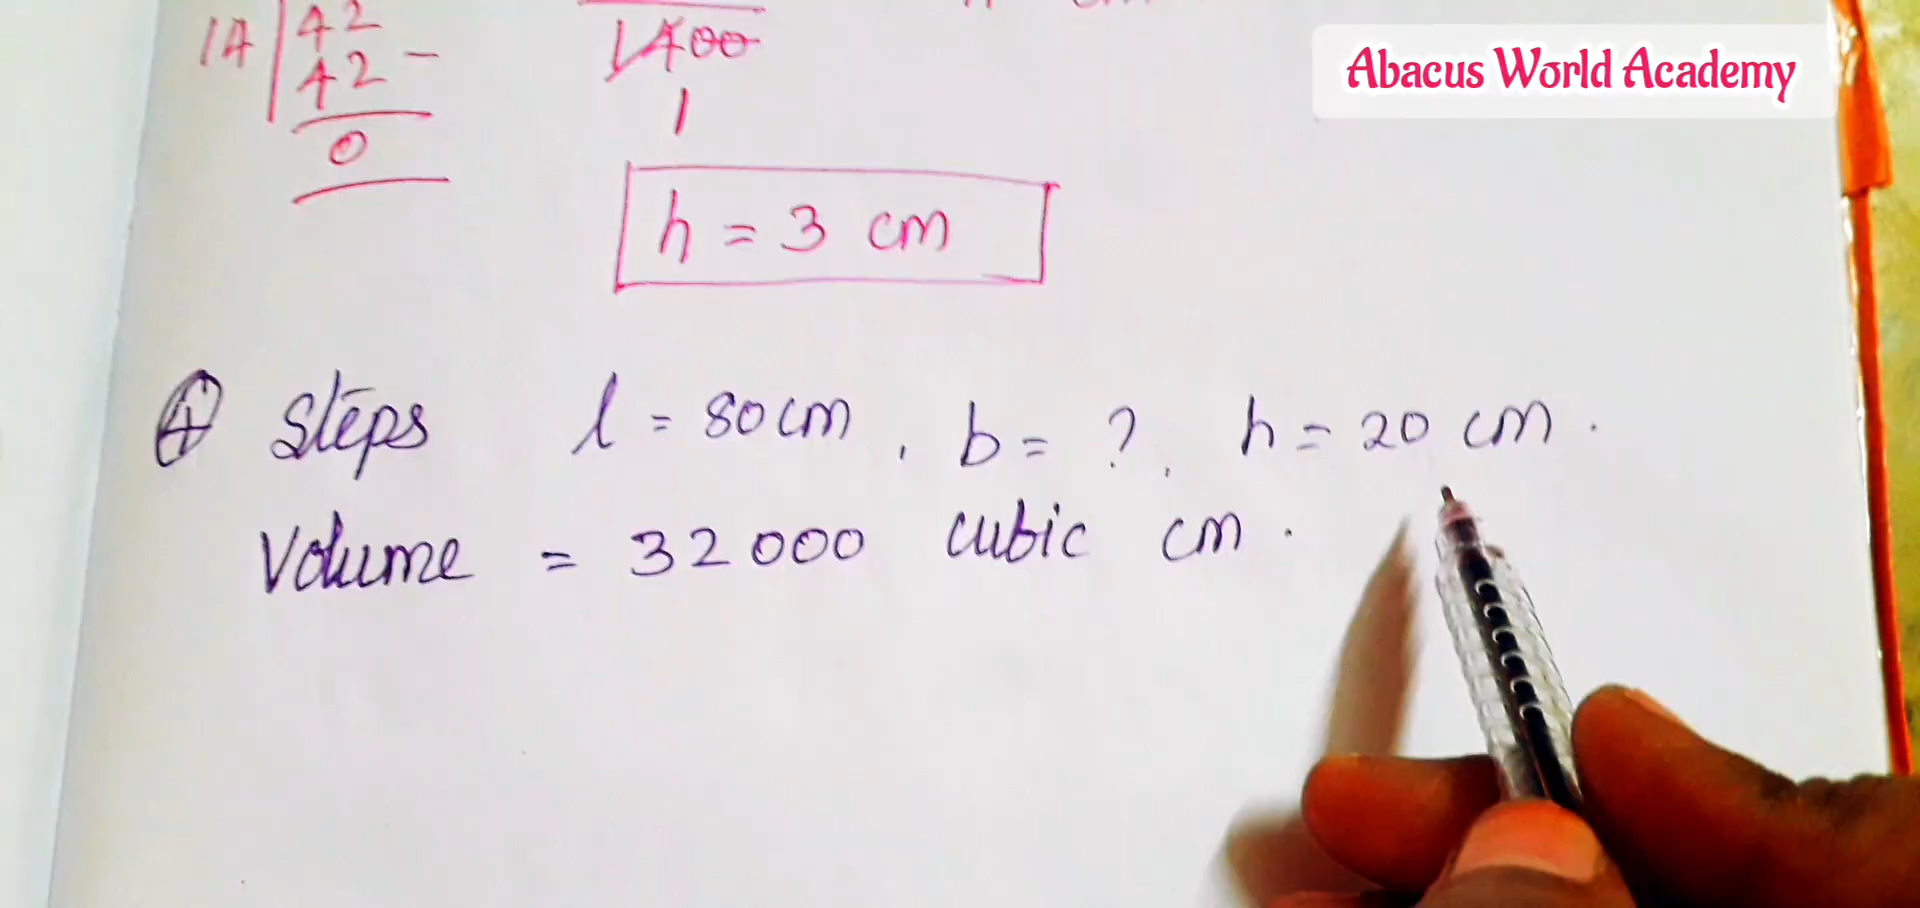 Abacus World Academy
14 | 42
42 -
0
1400
1
h = 3 cm
4 Steps l = 80 cm, b = ?, h = 20 cm.
Volume = 32000 cubic cm.